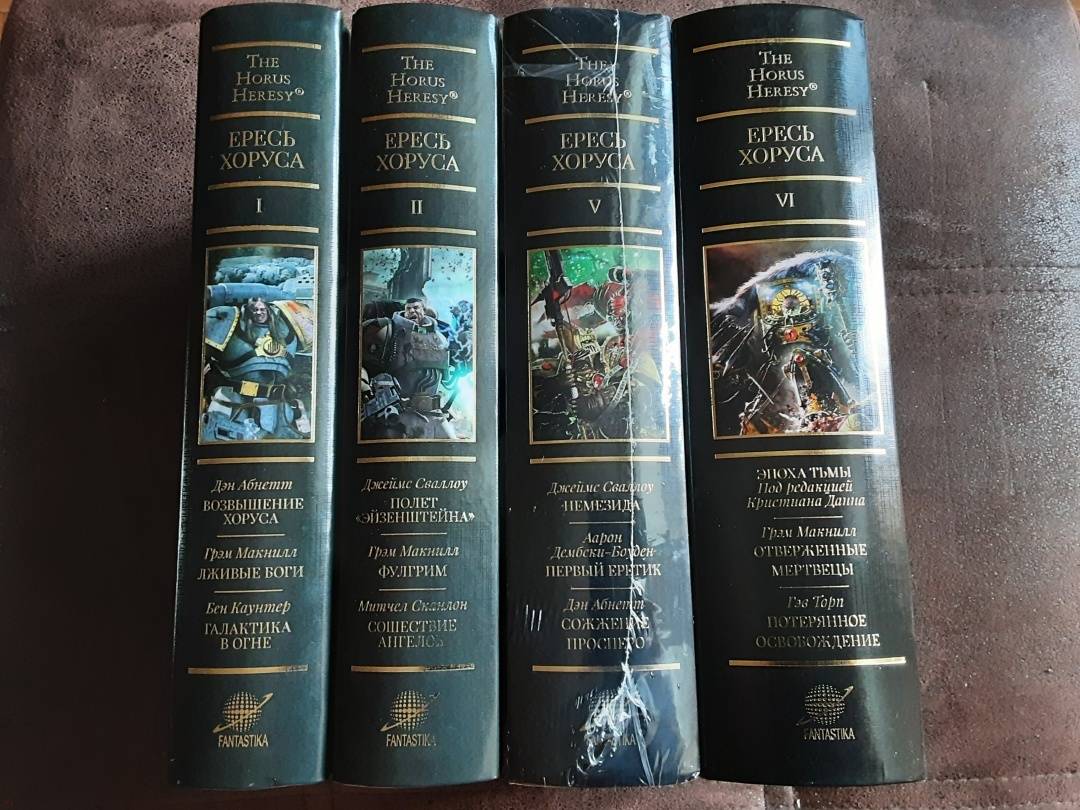 THE
HORUS
HERESY®
ЕРЕСЬ
ХОРУСА
I
Дэн Абнетт
ВОЗВЫШЕНИЕ
ХОРУСА
Грэм Макнилл
ЛЖИВЫЕ БОГИ
Бен Каунтер
ГАЛАКТИКА
В ОГНЕ
FANTASTIKA
THE
HORUS
HERESY®
ЕРЕСЬ
ХОРУСА
II
Джеймс Сваллоу
ПОЛЕТ
«ЭЙЗЕНШТЕЙНА»
Грэм Макнилл
ФУЛГРИМ
Митчел Сканлон
СОШЕСТВИЕ
АНГЕЛОВ
FANTASTIKA
THE
HORUS
HERESY®
ЕРЕСЬ
ХОРУСА
V
Джеймс Сваллоу
НЕМЕЗИДА
Аарон
Дембски-Боуден
ПЕРВЫЙ ЕРЕТИК
Дэн Абнетт
СОЖЖЕНИЕ
ПРОСПЕРО
THE
HORUS
HERESY®
ЕРЕСЬ
ХОРУСА
VI
ЭПОХА ТЬМЫ
Под редакцией
Кристиана Данна
Грэм Макнилл
ОТВЕРЖЕННЫЕ
МЕРТВЕЦЫ
Гэв Торп
ПОТЕРЯННОЕ
ОСВОБОЖДЕНИЕ
FANTASTIKA